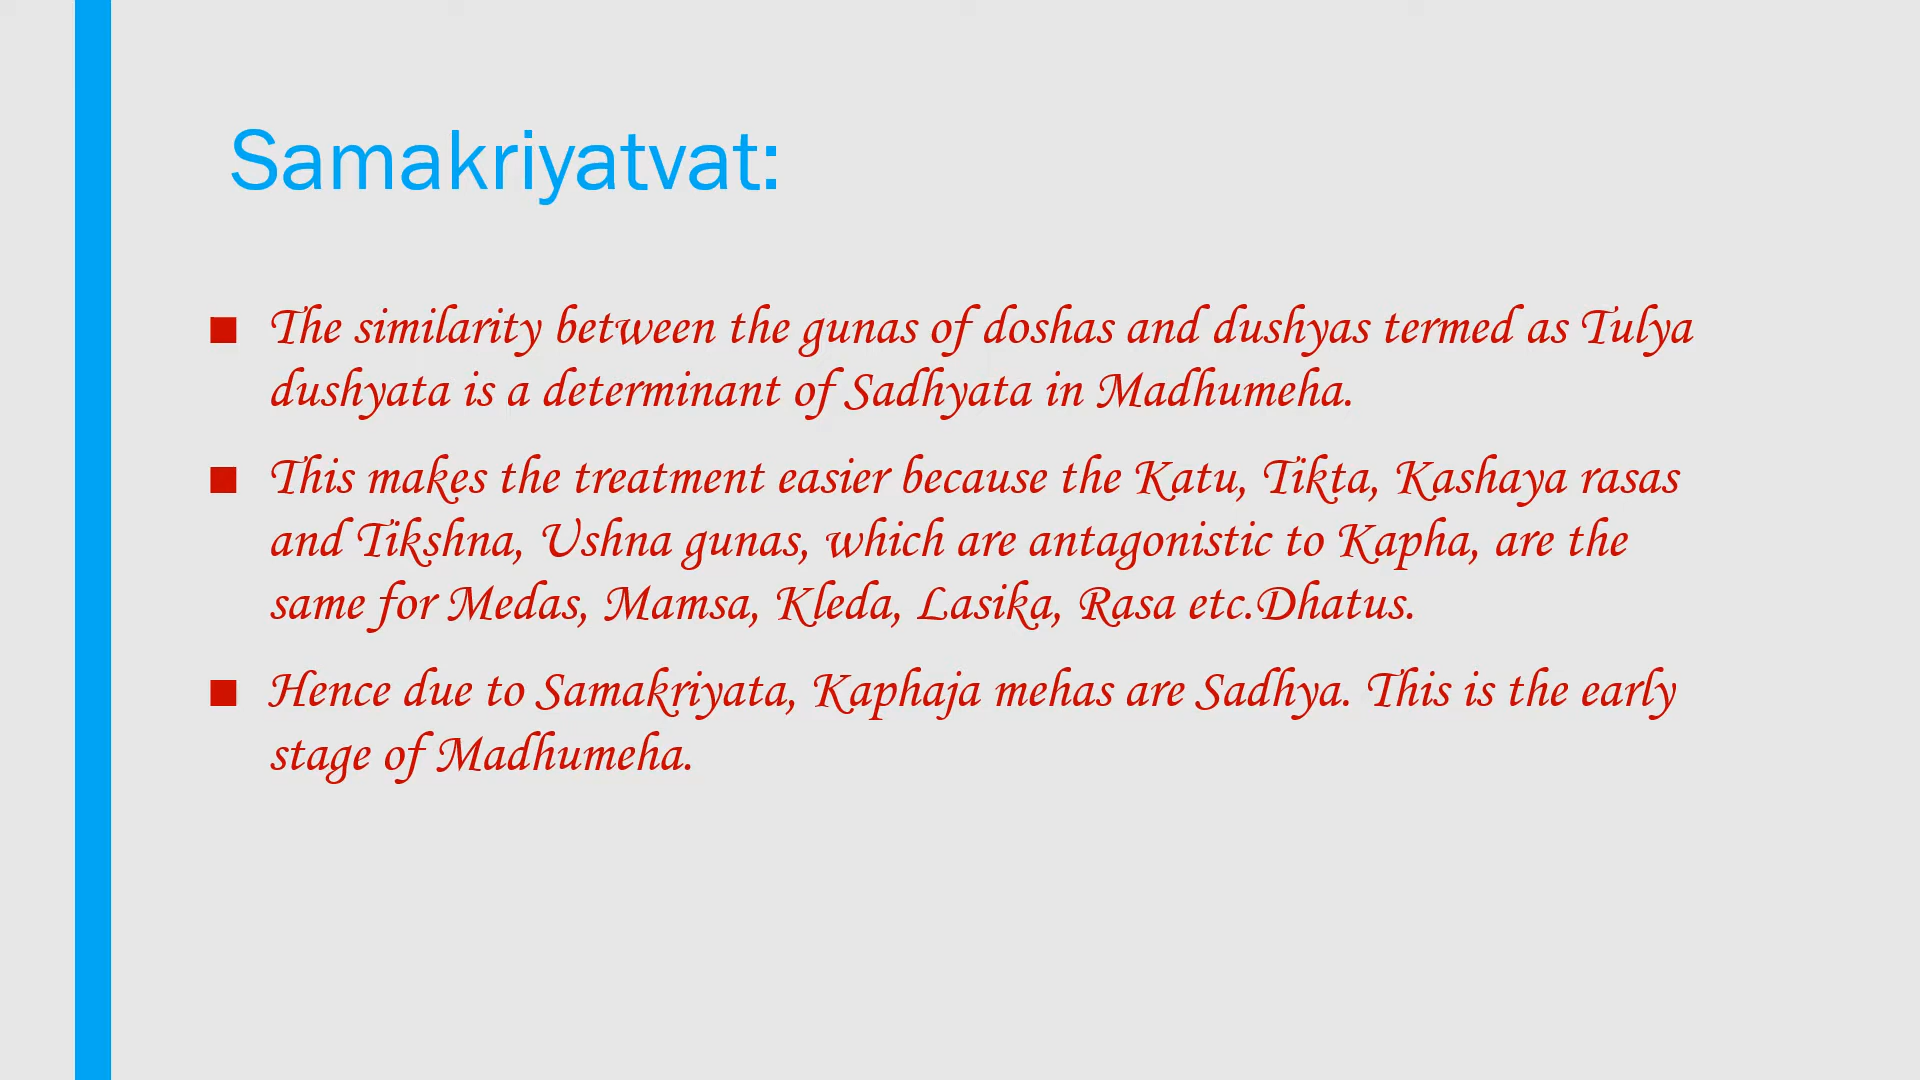 Samakriyatvat:
The similarity between the gunas of doshas and dushyas termed as Tulya
dushyata is a determinant of Sadhyata in Madhumeha.
This makes the treatment easier because the Katu, Tikta, Kashaya rasas
and Tikshna, Ushna gunas, which are antagonistic to Kapha, are the
same for Medas, Mamsa, Kleda, Lasika, Rasa etc.Dhatus.
Hence due to Samakriyata, Kaphaja mehas are Sadhya. This is the early
stage of Madhumeha.